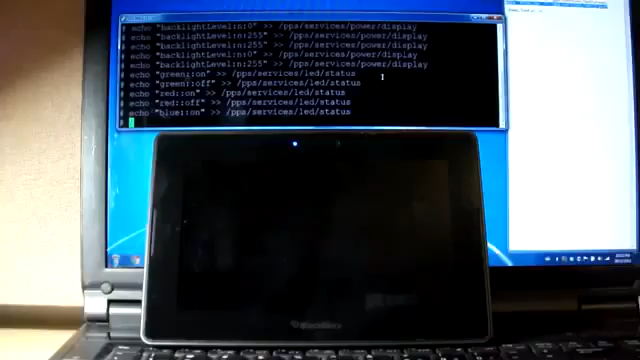 # echo "backlightLevel:n:0" >> /pps/services/power/display
# echo "backlightLevel:n:255" >> /pps/services/power/display
# echo "backlightLevel:n:255" >> /pps/services/power/display
# echo "backlightLevel:n:0" >> /pps/services/power/display
# echo "backlightLevel:n:255" >> /pps/services/power/display
# echo "green::on" >> /pps/services/led/status
# echo "green::off" >> /pps/services/led/status
# echo "red::on" >> /pps/services/led/status
# echo "red::off" >> /pps/services/led/status
# echo "blue::on" >> /pps/services/led/status
#
BlackBerry